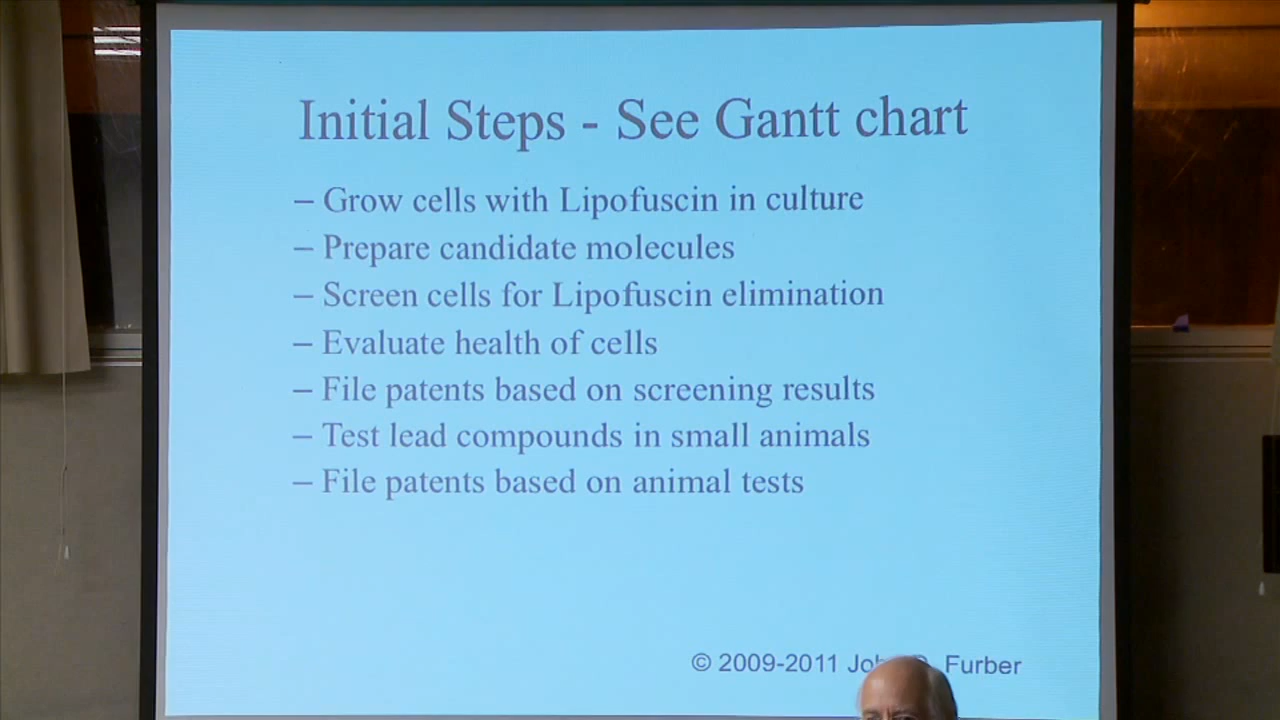 Initial Steps - See Gantt chart
– Grow cells with Lipofuscin in culture
– Prepare candidate molecules
– Screen cells for Lipofuscin elimination
– Evaluate health of cells
– File patents based on screening results
– Test lead compounds in small animals
– File patents based on animal tests
© 2009-2011 Furber